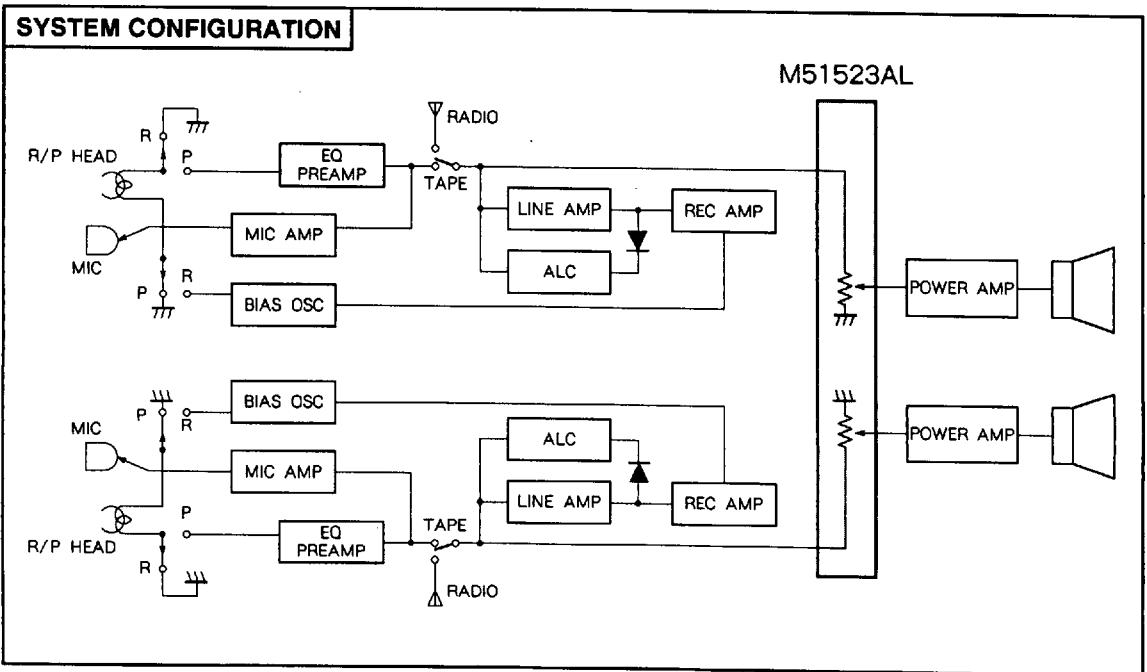 SYSTEM CONFIGURATION
M51523AL
RADIO
R
R/P HEAD
P
EQ
PREAMP
TAPE
LINE AMP
REC AMP
MIC AMP
MIC
ALC
R
P
BIAS OSC
POWER AMP
BIAS OSC
P
R
MIC
ALC
POWER AMP
MIC AMP
LINE AMP
REC AMP
P
TAPE
EQ
PREAMP
R/P HEAD
R
RADIO